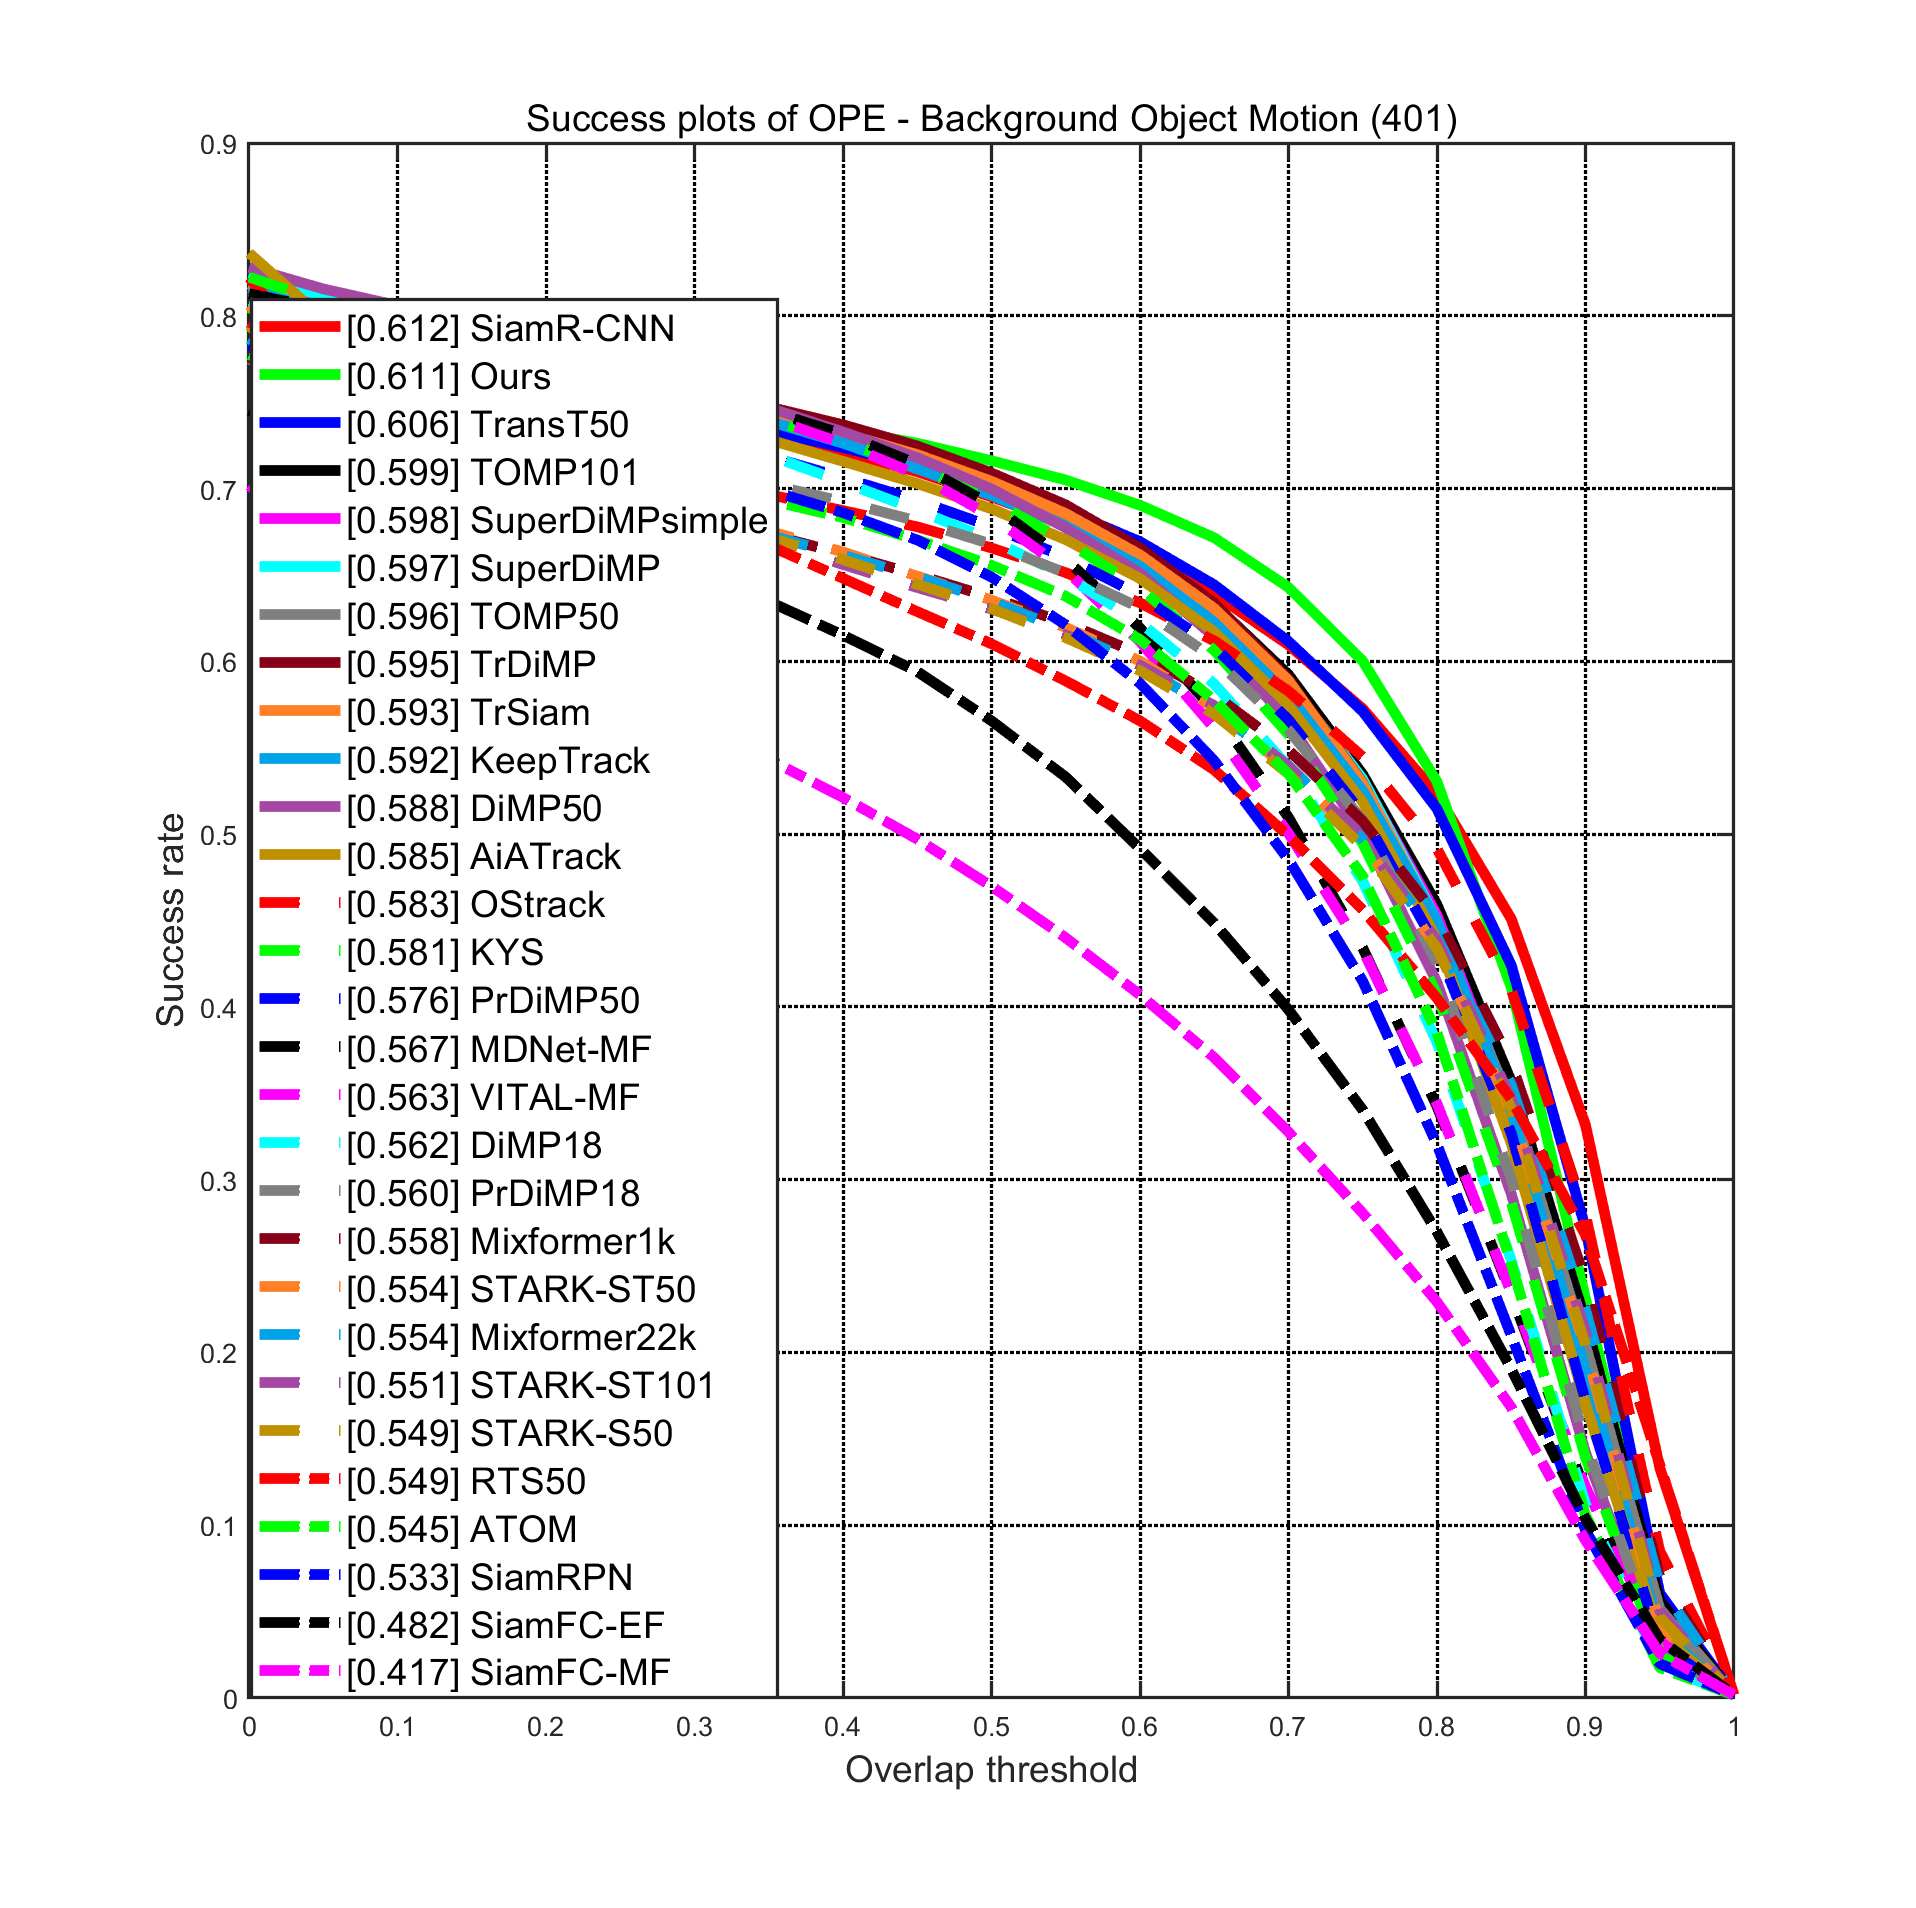 Success plots of OPE - Background Object Motion (401)
0.9
0.8
0.7
0.6
0.5
0.4
0.3
0.2
0.1
0
Success rate
[0.612] SiamR-CNN
[0.611] Ours
[0.606] TransT50
[0.599] TOMP101
[0.598] SuperDiMPsimple
[0.597] SuperDiMP
[0.596] TOMP50
[0.595] TrDiMP
[0.593] TrSiam
[0.592] KeepTrack
[0.588] DiMP50
[0.585] AiATrack
[0.583] OStrack
[0.581] KYS
[0.576] PrDiMP50
[0.567] MDNet-MF
[0.563] VITAL-MF
[0.562] DiMP18
[0.560] PrDiMP18
[0.558] Mixformer1k
[0.554] STARK-ST50
[0.554] Mixformer22k
[0.551] STARK-ST101
[0.549] STARK-S50
[0.549] RTS50
[0.545] ATOM
[0.533] SiamRPN
[0.482] SiamFC-EF
[0.417] SiamFC-MF
0 0.1 0.2 0.3 0.4 0.5 0.6 0.7 0.8 0.9 1
Overlap threshold